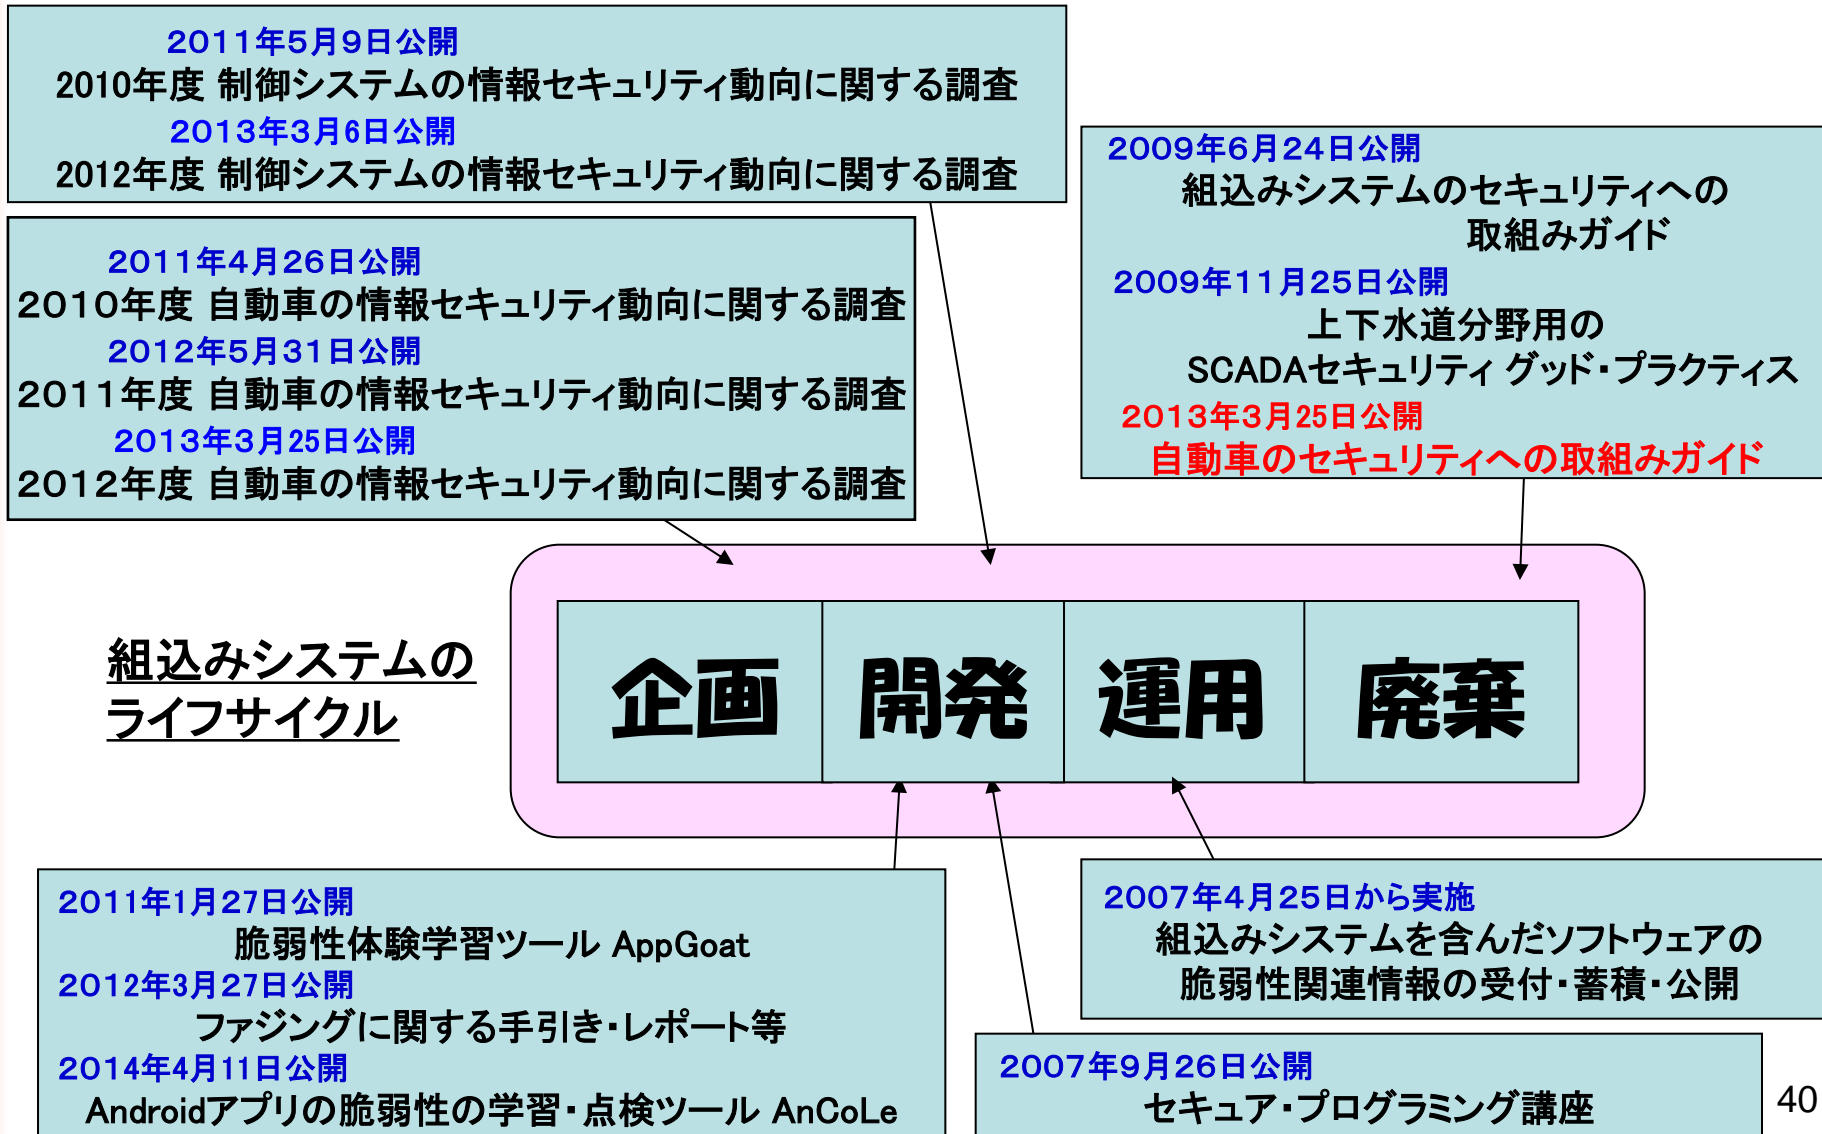 2011年5月9日公開
2010年度 制御システムの情報セキュリティ動向に関する調査
2013年3月6日公開
2012年度 制御システムの情報セキュリティ動向に関する調査
2011年4月26日公開
2010年度 自動車の情報セキュリティ動向に関する調査
2012年5月31日公開
2011年度 自動車の情報セキュリティ動向に関する調査
2013年3月25日公開
2012年度 自動車の情報セキュリティ動向に関する調査
2009年6月24日公開
組込みシステムのセキュリティへの
取組みガイド
2009年11月25日公開
上下水道分野用の
SCADAセキュリティ グッド・プラクティス
2013年3月25日公開
自動車のセキュリティへの取組みガイド
組込みシステムの
ライフサイクル
企画 開発 運用 廃棄
2011年1月27日公開
脆弱性体験学習ツール AppGoat
2012年3月27日公開
ファジングに関する手引き・レポート等
2014年4月11日公開
Androidアプリの脆弱性の学習・点検ツール AnCoLe
2007年4月25日から実施
組込みシステムを含んだソフトウェアの
脆弱性関連情報の受付・蓄積・公開
2007年9月26日公開
セキュア・プログラミング講座
40